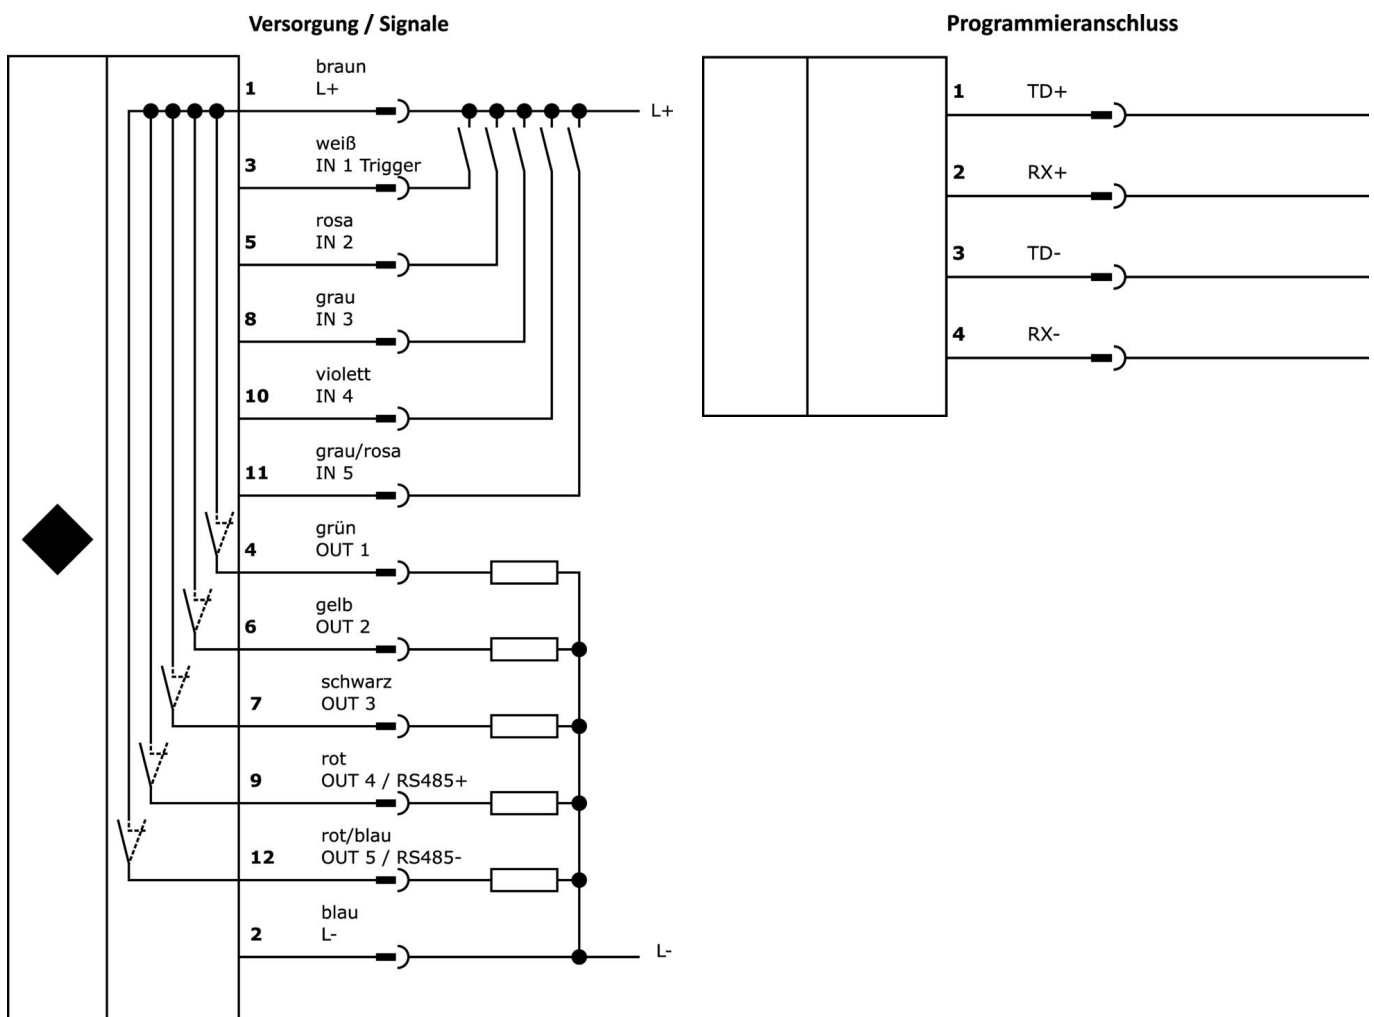 Versorgung / Signale
braun
1 L+
L+
weiß
3 IN 1 Trigger
rosa
5 IN 2
grau
8 IN 3
violett
10 IN 4
grau/rosa
11 IN 5
grün
4 OUT 1
gelb
6 OUT 2
schwarz
7 OUT 3
rot
9 OUT 4 / RS485+
rot/blau
12 OUT 5 / RS485-
blau
2 L-
L-
Programmieranschluss
1 TD+
2 RX+
3 TD-
4 RX-